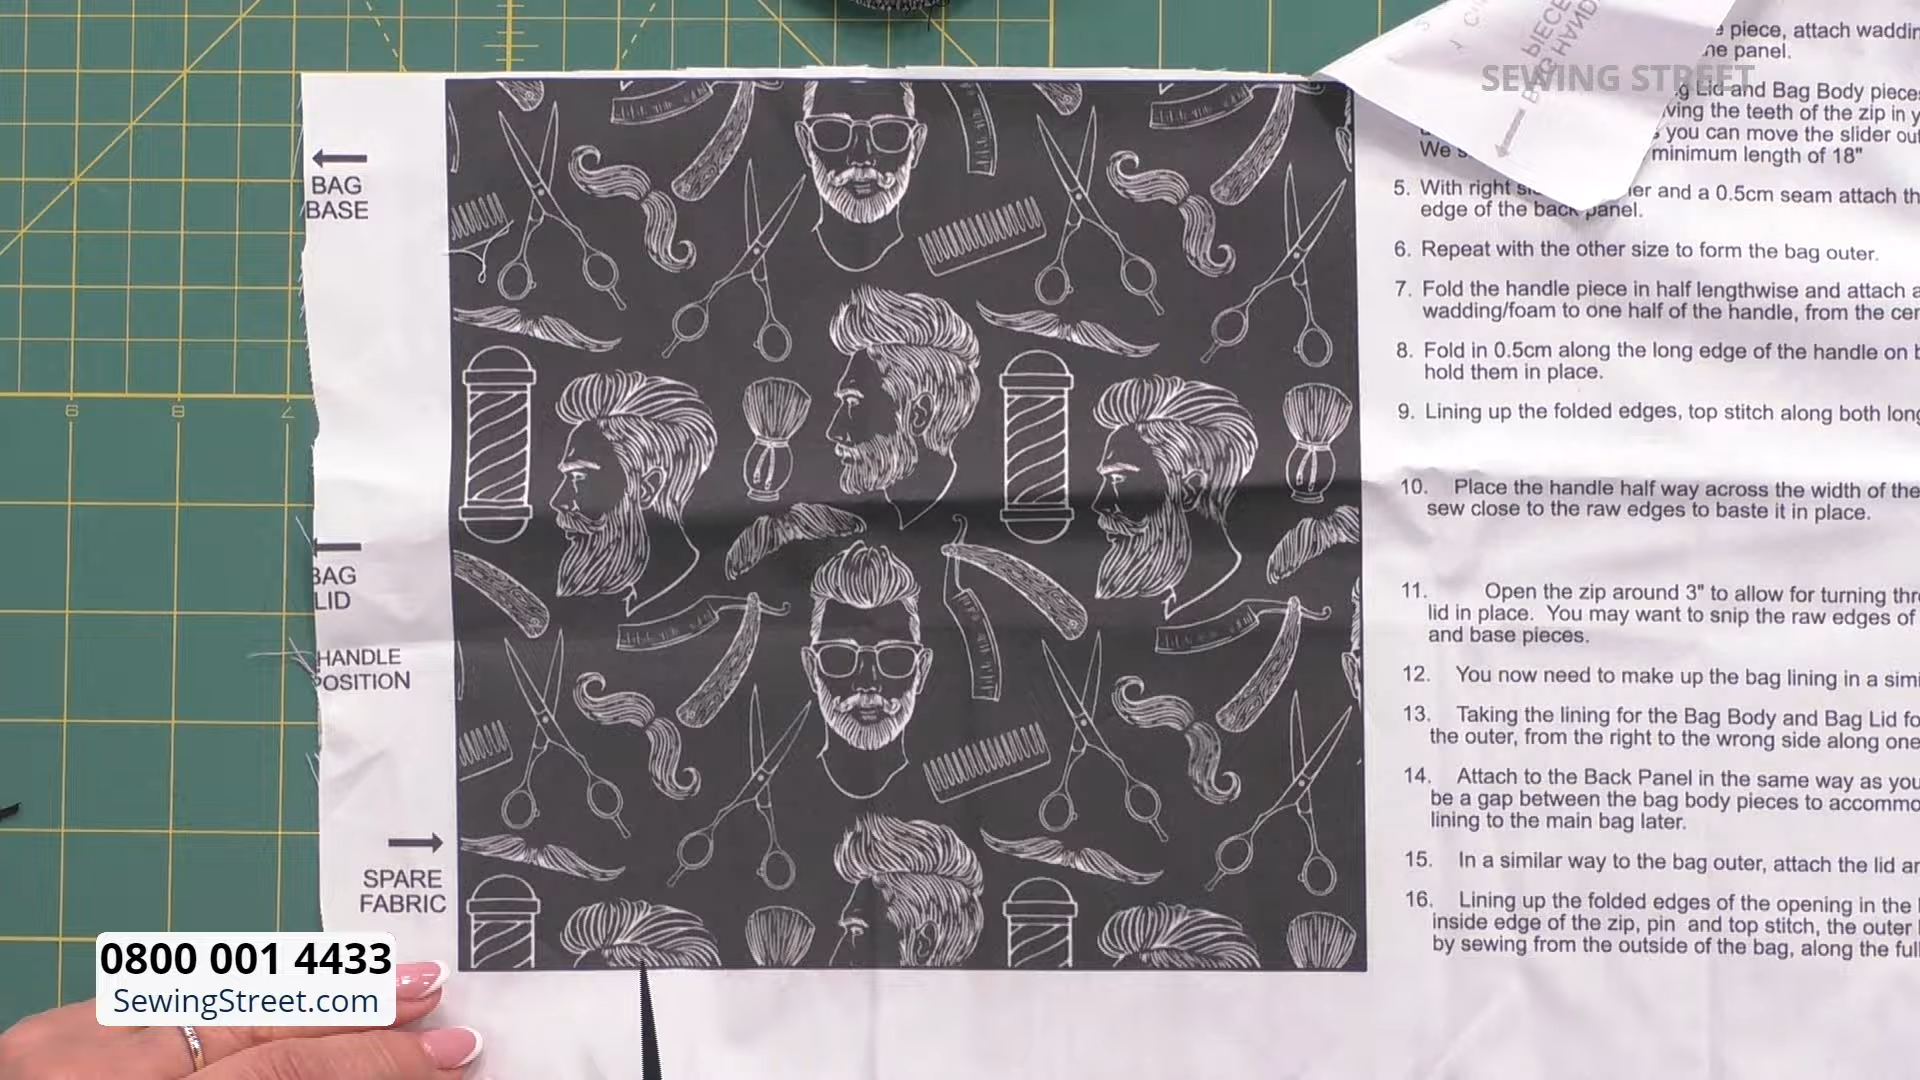 SEWING STREET
BAG
BASE
BAG
LID
HANDLE
POSITION
SPARE
FABRIC
0800 001 4433
SewingStreet.com
piece, attach
panel.
Lid and Bag Body
the teeth of the zip in
you can move the slider
We
minimum length of 18"
5. With right and a 0.5cm seam attach
edge of the back panel.
6. Repeat with the other size to form the bag outer.
7. Fold the handle piece in half lengthwise and attach
wadding/foam to one half of the handle, from the
8. Fold in 0.5cm along the long edge of the handle on
hold them in place.
9. Lining up the folded edges, top stitch along both
10. Place the handle half way across the width of the
sew close to the raw edges to baste it in place.
11. Open the zip around 3" to allow for turning
lid in place. You may want to snip the raw edges of
and base pieces.
12. You now need to make up the bag lining in a
13. Taking the lining for the Bag Body and Bag Lid
the outer, from the right to the wrong side along one
14. Attach to the Back Panel in the same way as you
be a gap between the bag body pieces to
lining to the main bag later.
15. In a similar way to the bag outer, attach the lid
16. Lining up the folded edges of the opening in the
inside edge of the zip, pin and top stitch, the outer
by sewing from the outside of the bag, along the